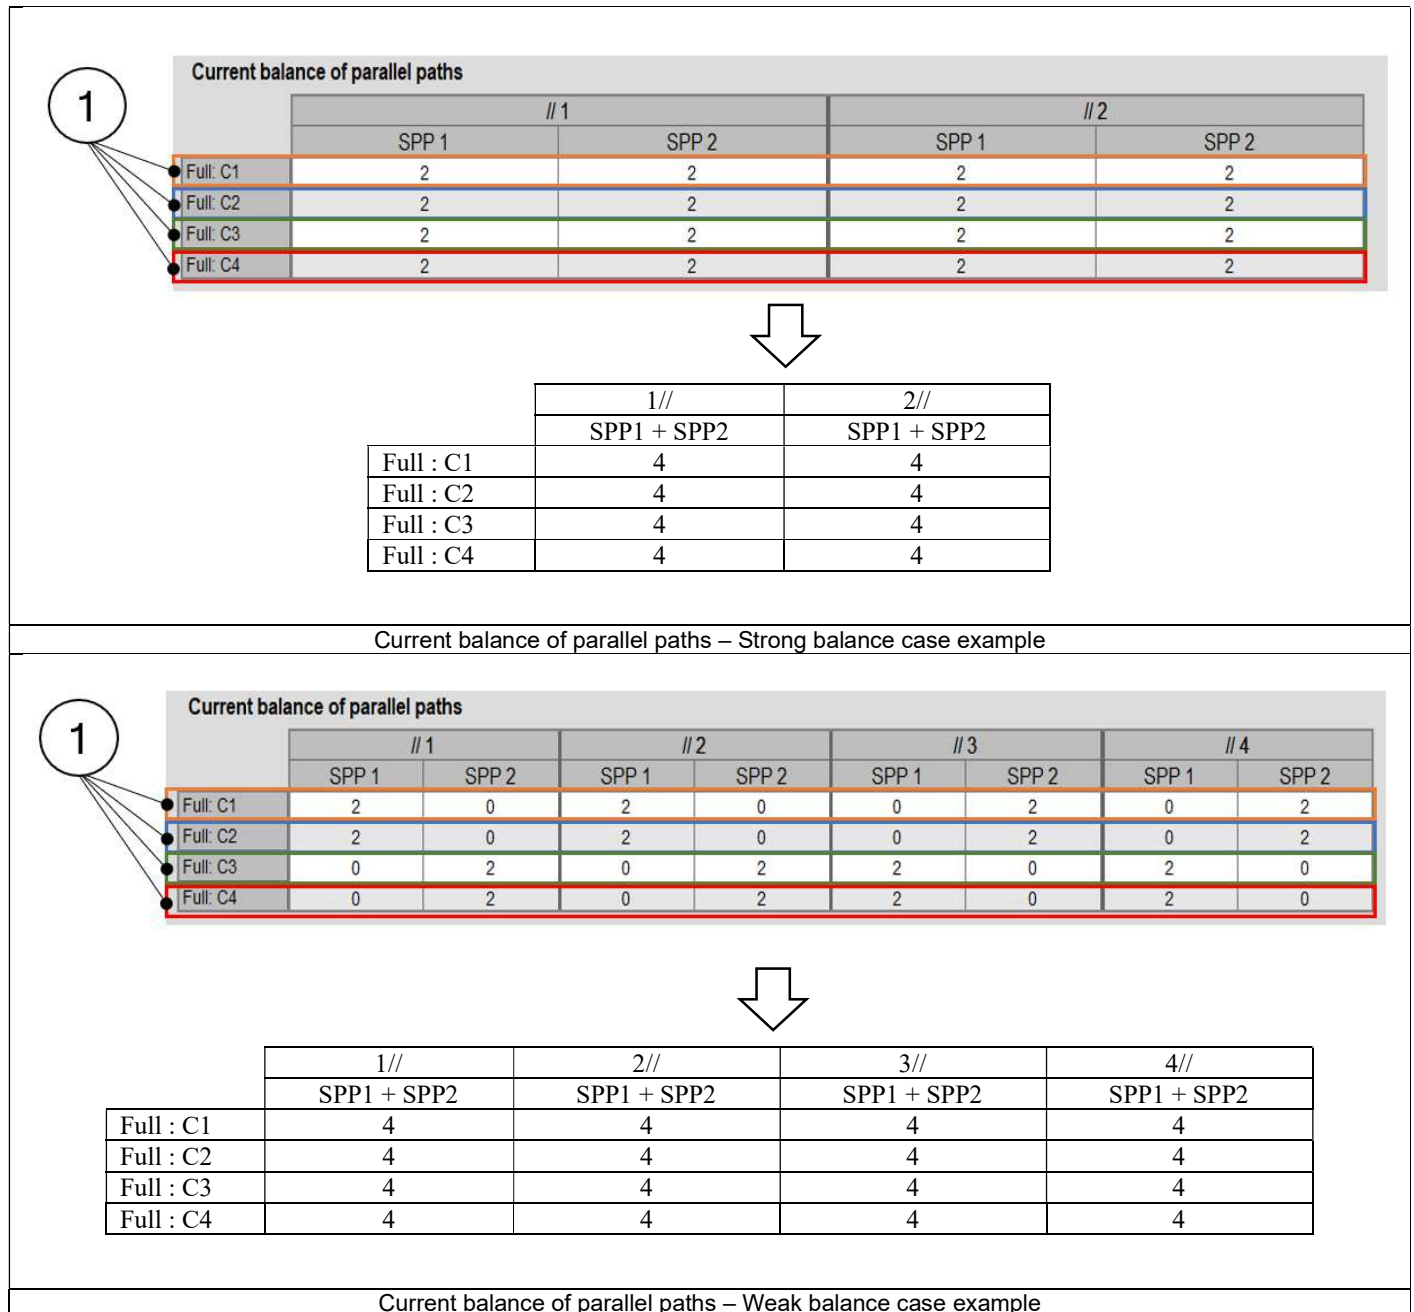 Current balance of parallel paths
1
// 1 // 2
SPP 1 SPP 2 SPP 1 SPP 2
Full: C1 2 2 2 2
Full: C2 2 2 2 2
Full: C3 2 2 2 2
Full: C4 2 2 2 2
1// 2//
SPP1 + SPP2 SPP1 + SPP2
Full : C1 4 4
Full : C2 4 4
Full : C3 4 4
Full : C4 4 4
Current balance of parallel paths – Strong balance case example
Current balance of parallel paths
1
// 1 // 2 // 3 // 4
SPP 1 SPP 2 SPP 1 SPP 2 SPP 1 SPP 2 SPP 1 SPP 2
Full: C1 2 0 2 0 0 2 0 2
Full: C2 2 0 2 0 0 2 0 2
Full: C3 0 2 0 2 2 0 2 0
Full: C4 0 2 0 2 2 0 2 0
1// 2// 3// 4//
SPP1 + SPP2 SPP1 + SPP2 SPP1 + SPP2 SPP1 + SPP2
Full : C1 4 4 4 4
Full : C2 4 4 4 4
Full : C3 4 4 4 4
Full : C4 4 4 4 4
Current balance of parallel paths – Weak balance case example